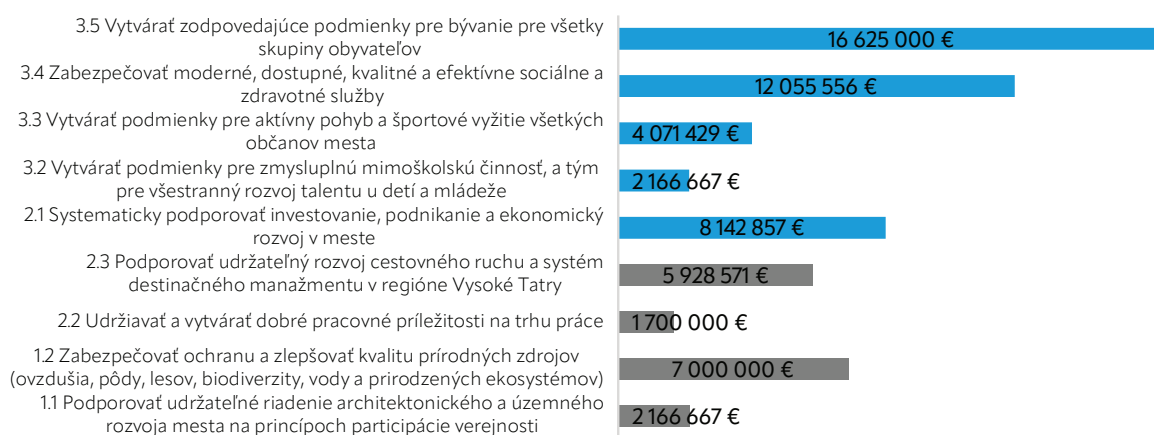 3.5 Vytvárať zodpovedajúce podmienky pre bývanie pre všetky
skupiny obyvateľov
16 625 000 €
3.4 Zabezpečovať moderné, dostupné, kvalitné a efektívne sociálne a
zdravotné služby
12 055 556 €
3.3 Vytvárať podmienky pre aktívny pohyb a športové vyžitie všetkých
občanov mesta
4 071 429 €
3.2 Vytvárať podmienky pre zmysluplnú mimoškolskú činnosť, a tým
pre všestranný rozvoj talentu u detí a mládeže
2 166 667 €
2.1 Systematicky podporovať investovanie, podnikanie a ekonomický
rozvoj v meste
8 142 857 €
2.3 Podporovať udržateľný rozvoj cestovného ruchu a systém
destinačného manažmentu v regióne Vysoké Tatry
5 928 571 €
2.2 Udržiavať a vytvárať dobré pracovné príležitosti na trhu práce
1 700 000 €
1.2 Zabezpečovať ochranu a zlepšovať kvalitu prírodných zdrojov
(ovzdušia, pôdy, lesov, biodiverzity, vody a prirodzených ekosystémov)
7 000 000 €
1.1 Podporovať udržateľné riadenie architektonického a územného
rozvoja mesta na princípoch participácie verejnosti
2 166 667 €